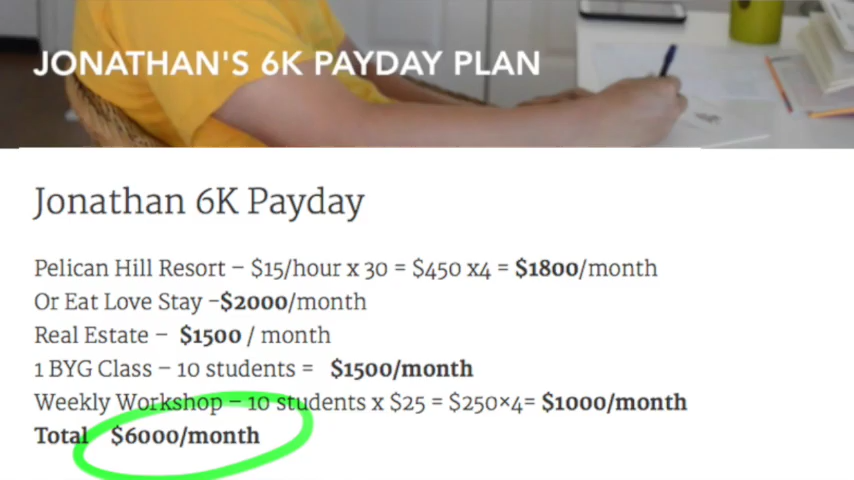 JONATHAN'S 6K PAYDAY PLAN
Jonathan 6K Payday
Pelican Hill Resort – $15/hour x 30 = $450 x4 = $1800/month
Or Eat Love Stay –$2000/month
Real Estate – $1500 / month
1 BYG Class – 10 students = $1500/month
Weekly Workshop – 10 students x $25 = $250×4= $1000/month
Total $6000/month